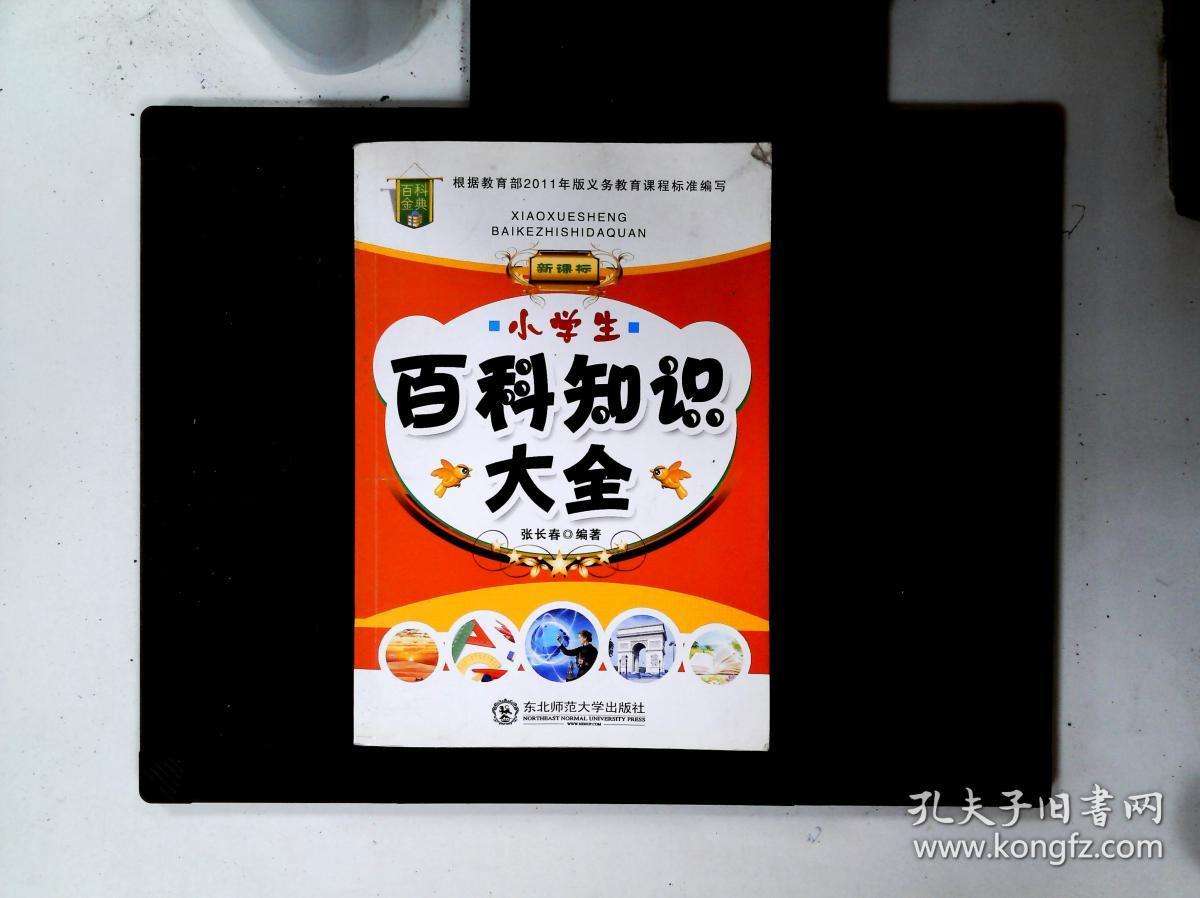 百科
金典
根据教育部2011年版义务教育课程标准编写
XIAOXUESHENG
BAIKEZHISHIDAQUAN
新课标
小学生
百科知识
大全
张长春◎编著
东北师范大学出版社
NORTHEAST NORMAL UNIVERSITY PRESS
WWW.NENUP.COM
孔夫子旧书网
www.kongfz.com